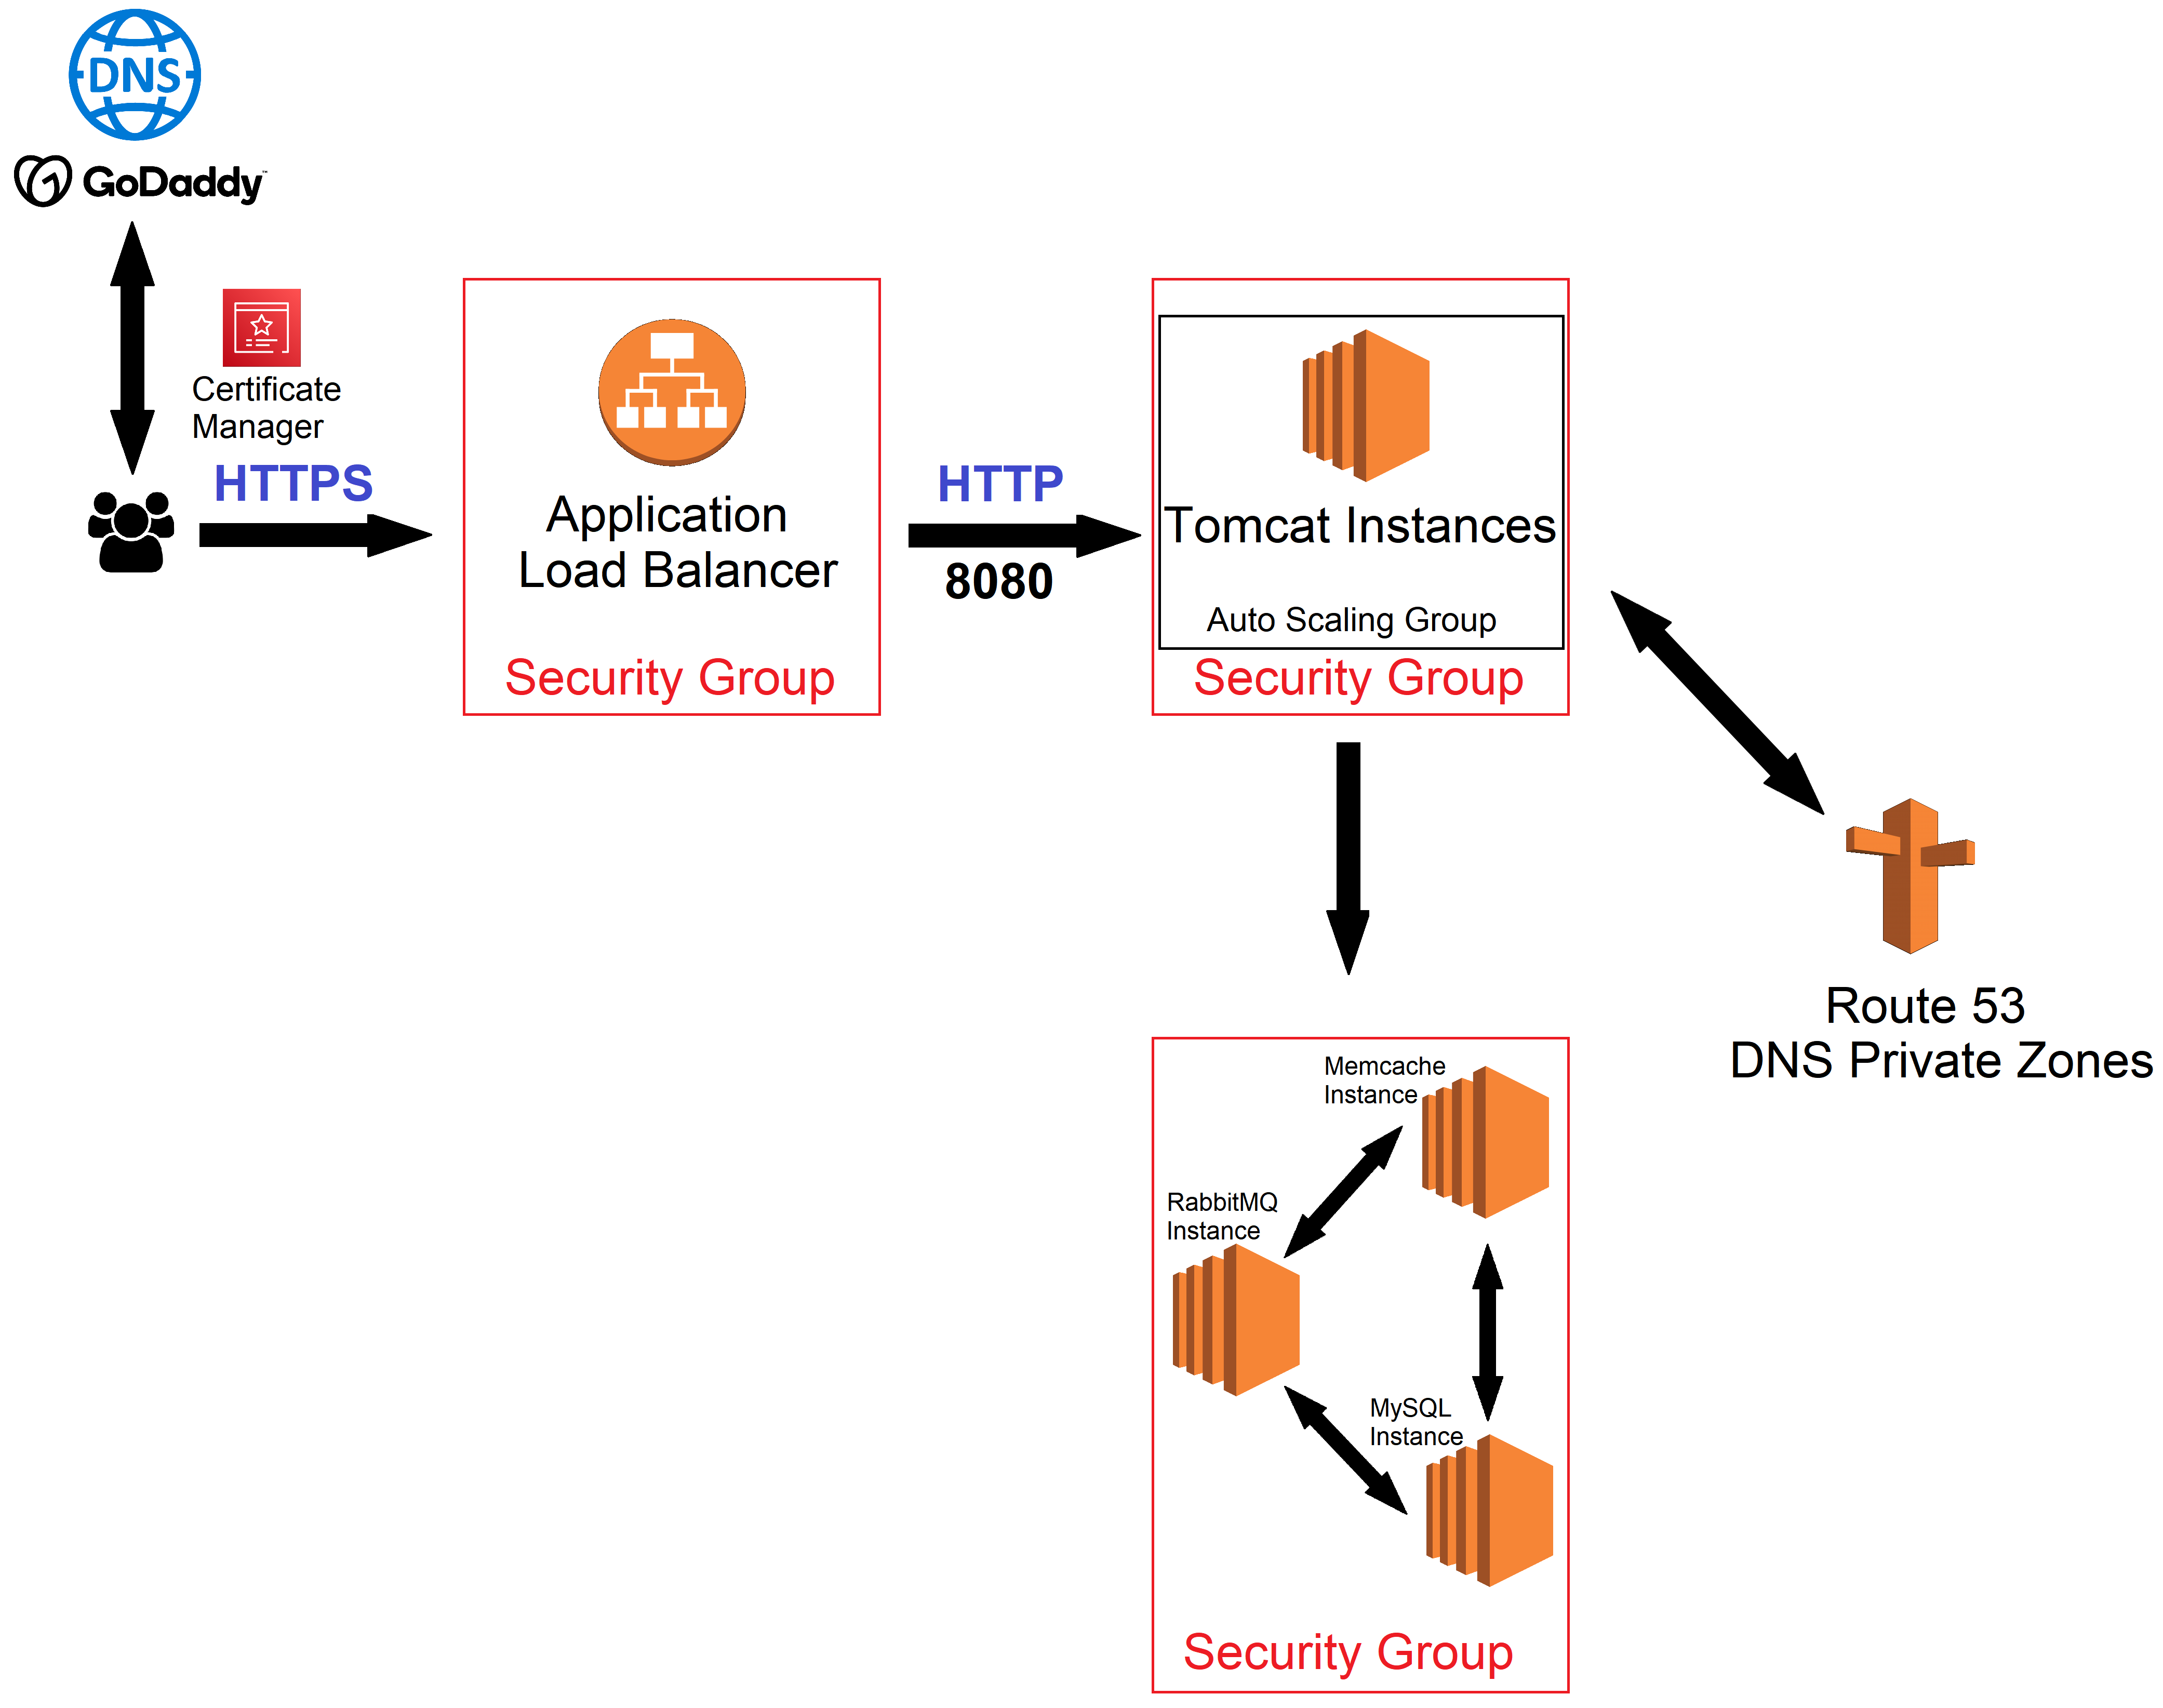 DNS
GoDaddy™
Certificate
Manager
HTTPS
Application
Load Balancer
Security Group
HTTP
8080
Tomcat Instances
Auto Scaling Group
Security Group
Route 53
DNS Private Zones
Memcache
Instance
RabbitMQ
Instance
MySQL
Instance
Security Group